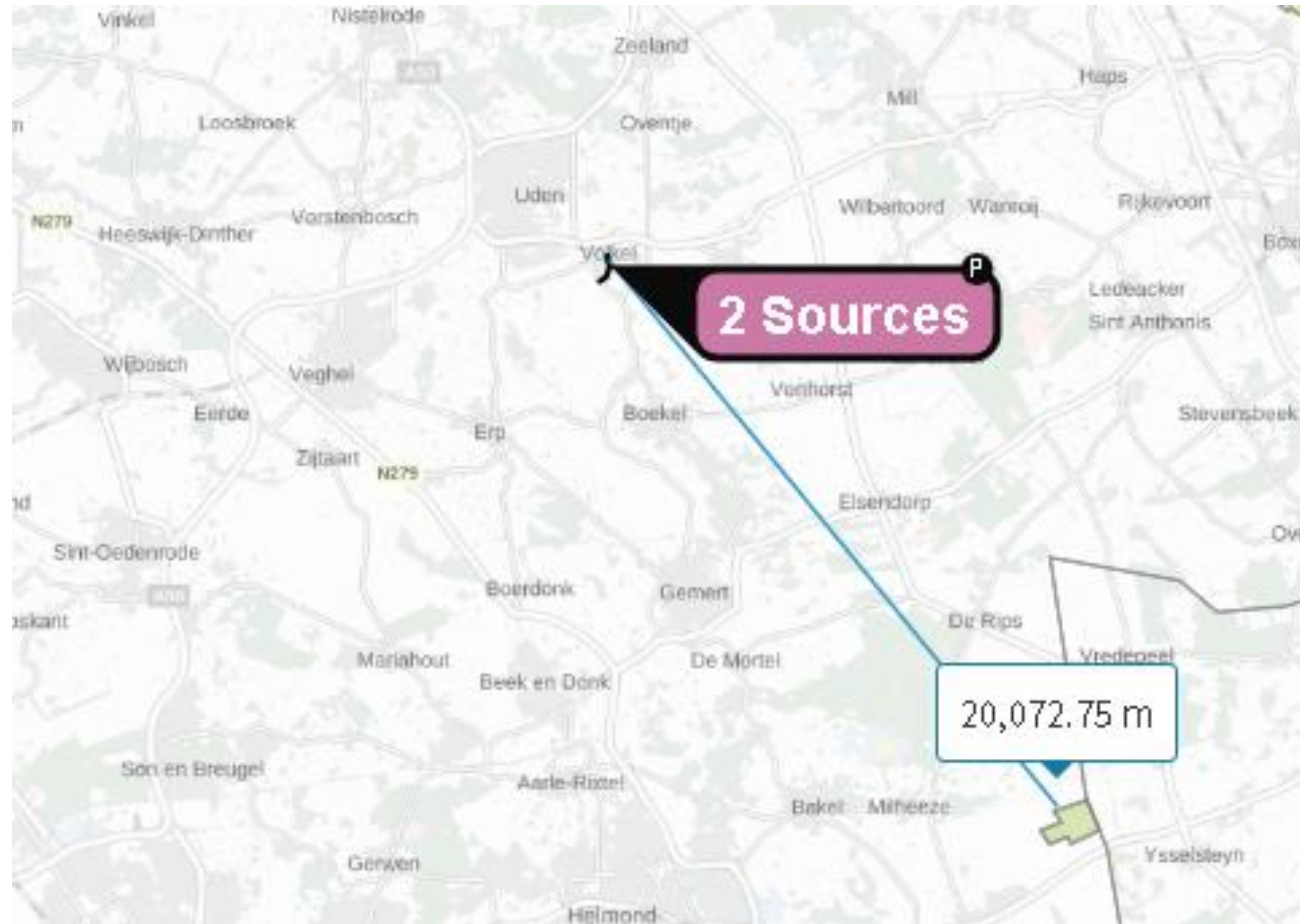 Vinkel
Nistelrode
Zeeland
Haps
Mill
Loosbroek
Oventje
Uden
N279
Heeswijk-Dinther
Vorstenbosch
Wilbertoord
Wanroij
Rijkevoort
Volkel
P
2 Sources
Ledeacker
Sint Anthonis
Wijbosch
Veghel
Venhorst
Eerde
Erp
Boekel
Stevensbeek
Zijtaart
N279
Elsendorp
Sint-Oedenrode
Boerdonk
Gemert
De Rips
Mariahout
Beek en Donk
De Mortel
Vredepeel
20,072.75 m
Son en Breugel
Aarle-Rixtel
Bakel
Milheeze
Gerwen
Ysselsteyn
Helmond